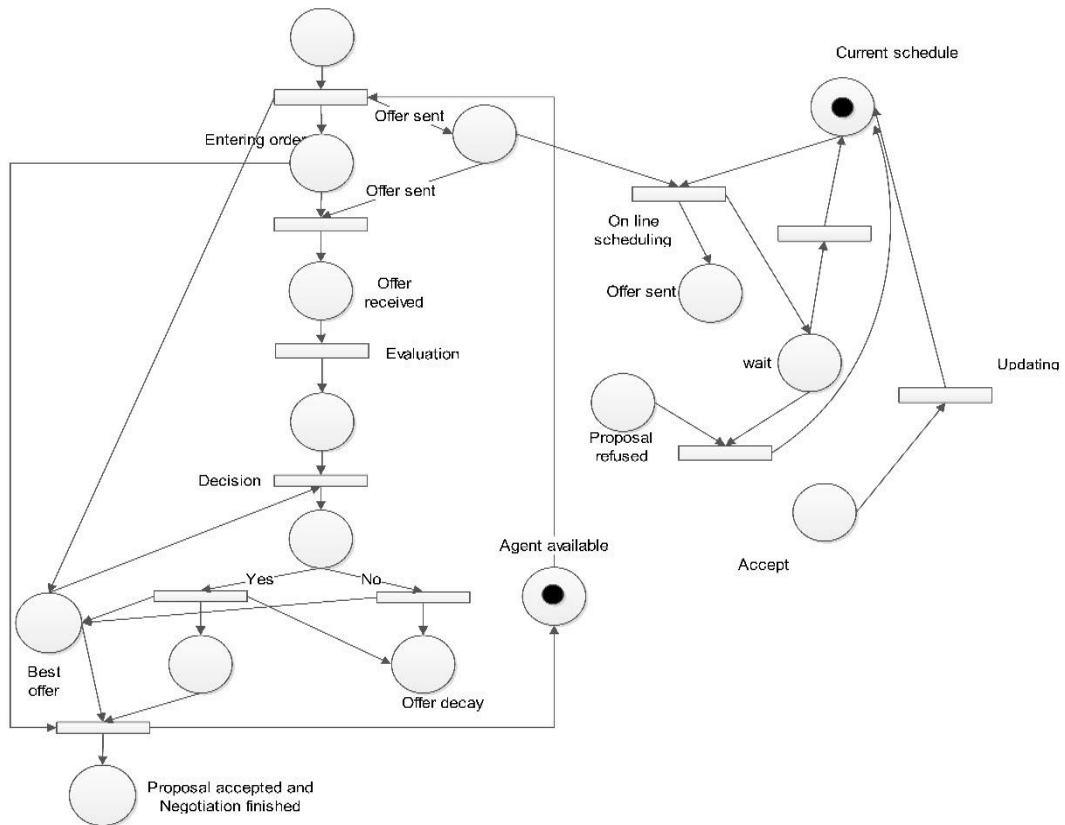 Current schedule
Offer sent
Entering order
Offer sent
On line
scheduling
Offer
received
Offer sent
Evaluation
wait
Updating
Proposal
refused
Decision
Agent available
Accept
Yes
No
Best
offer
Offer decay
Proposal accepted and
Negotiation finished